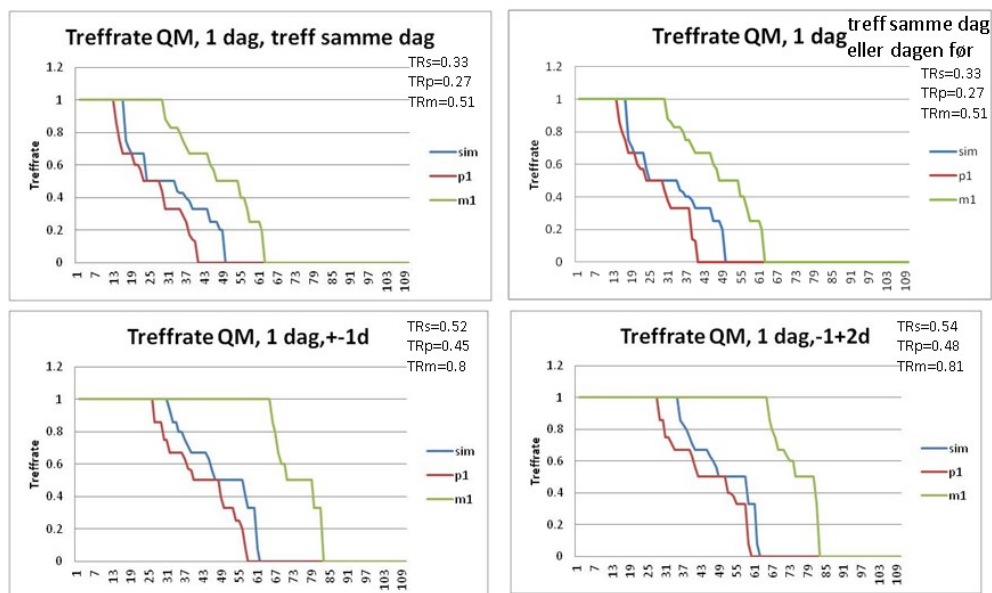 Treffrate QM, 1 dag, treff samme dag
TRs=0.33
TRp=0.27
TRm=0.51
1.2
1
0.8
0.6
0.4
0.2
0
Treffrate
1 7 13 19 25 31 37 43 49 55 61 67 73 79 85 91 97 103 109
sim
p1
m1
Treffrate QM, 1 dag
treff samme dag
eller dagen før
TRs=0.33
TRp=0.27
TRm=0.51
1.2
1
0.8
0.6
0.4
0.2
0
Treffrate
1 7 13 19 25 31 37 43 49 55 61 67 73 79 85 91 97 103 109
sim
p1
m1
Treffrate QM, 1 dag,+-1d
TRs=0.52
TRp=0.45
TRm=0.8
1.2
1
0.8
0.6
0.4
0.2
0
Treffrate
1 7 13 19 25 31 37 43 49 55 61 67 73 79 85 91 97 103 109
sim
p1
m1
Treffrate QM, 1 dag,-1+2d
TRs=0.54
TRp=0.48
TRm=0.81
1.2
1
0.8
0.6
0.4
0.2
0
Treffrate
1 7 13 19 25 31 37 43 49 55 61 67 73 79 85 91 97 103 109
sim
p1
m1